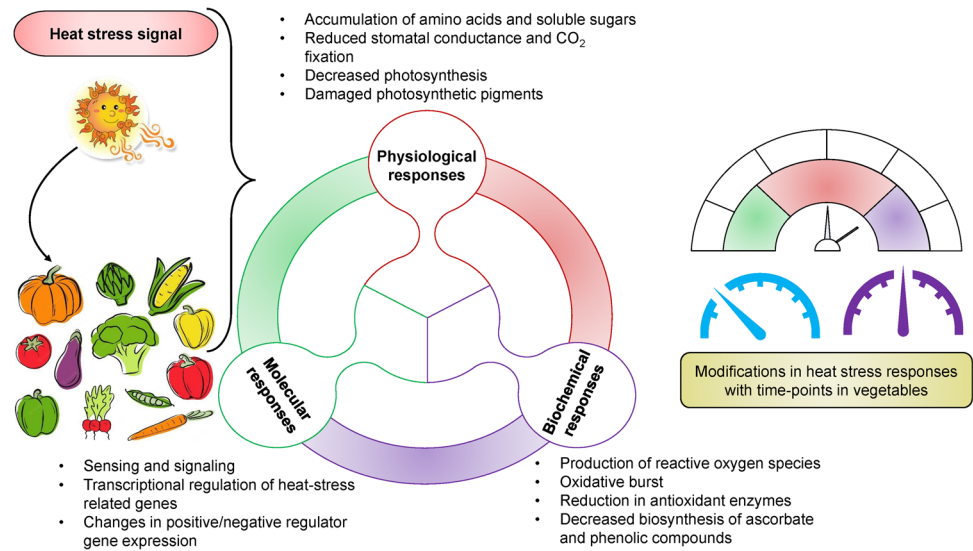 Heat stress signal
• Accumulation of amino acids and soluble sugars
• Reduced stomatal conductance and CO₂
fixation
• Decreased photosynthesis
• Damaged photosynthetic pigments
Physiological
responses
Molecular
responses
Biochemical
responses
Modifications in heat stress responses
with time-points in vegetables
• Sensing and signaling
• Transcriptional regulation of heat-stress
related genes
• Changes in positive/negative regulator
gene expression
• Production of reactive oxygen species
• Oxidative burst
• Reduction in antioxidant enzymes
• Decreased biosynthesis of ascorbate
and phenolic compounds